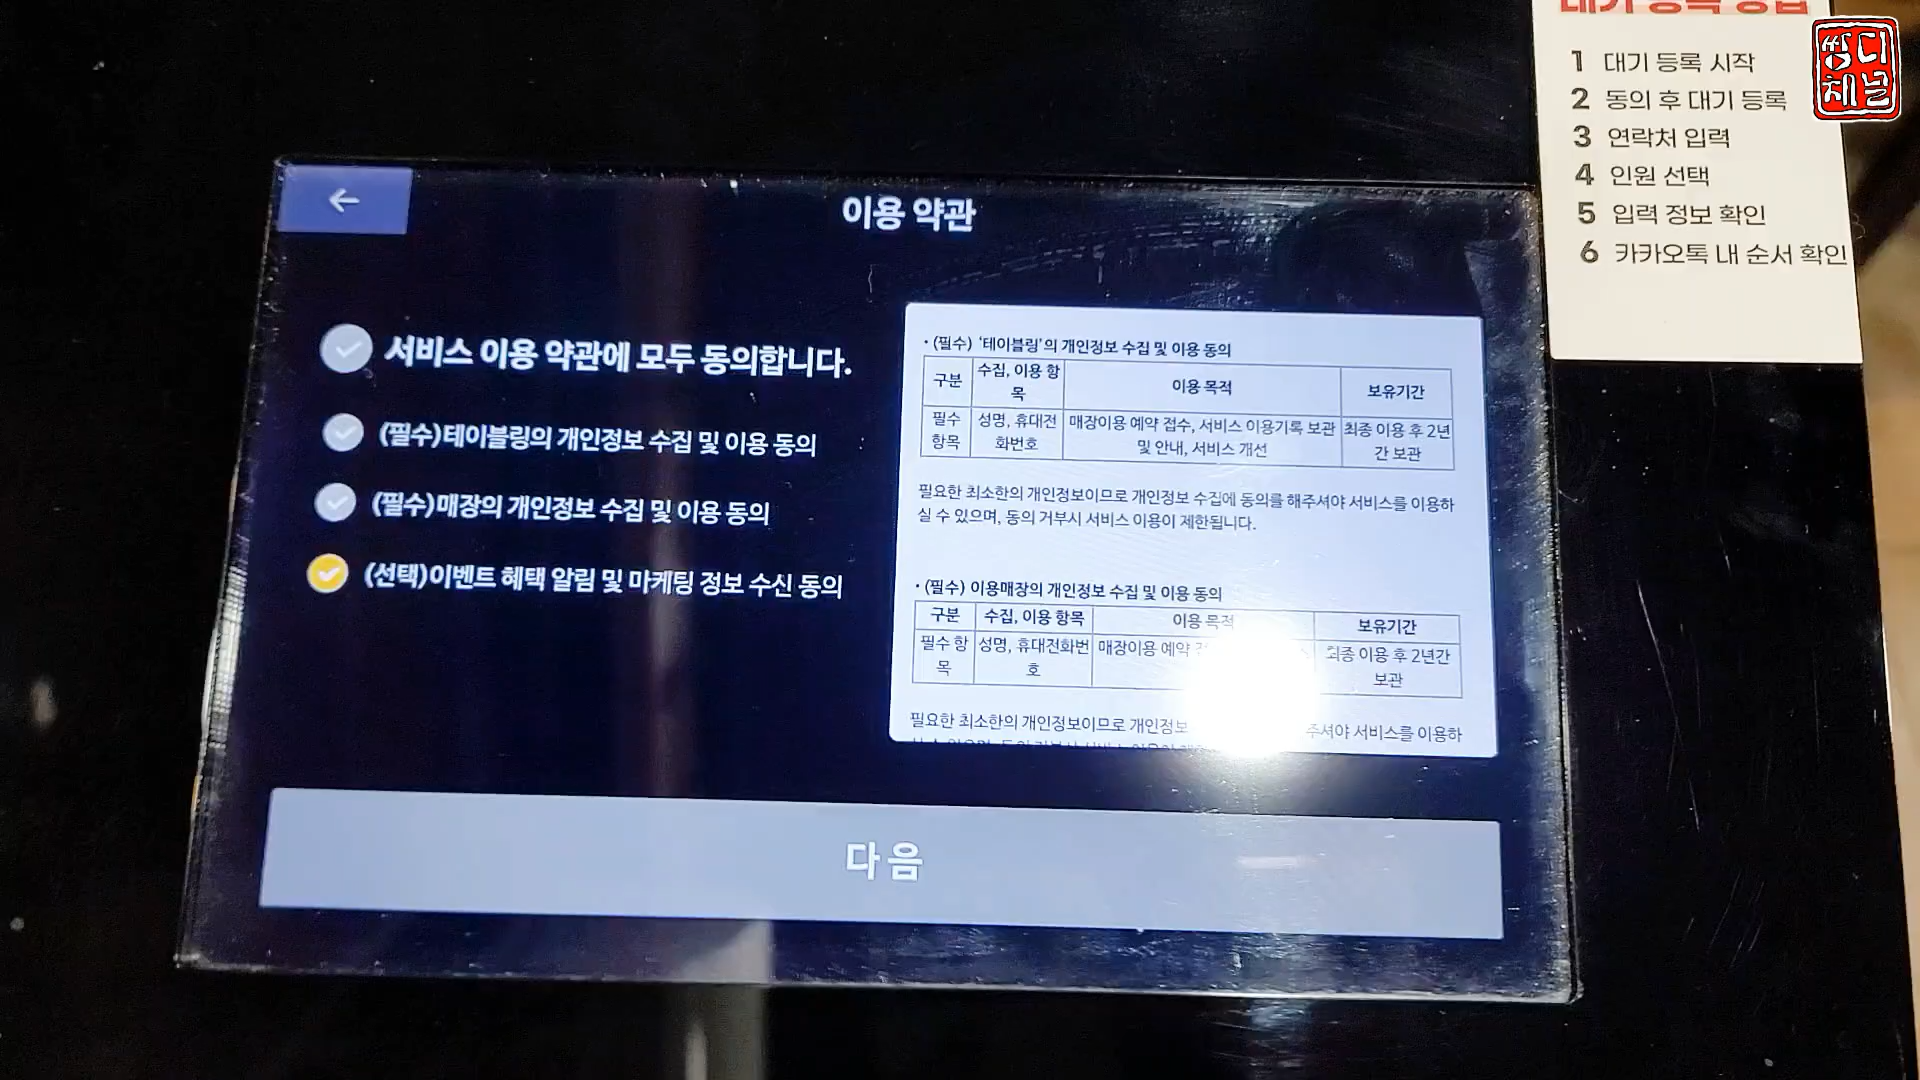 대기 등록 방법
1 대기 등록 시작
2 동의 후 대기 등록
3 연락처 입력
4 인원 선택
5 입력 정보 확인
6 카카오톡 내 순서 확인
씽디
채널
이용 약관
서비스 이용 약관에 모두 동의합니다.
(필수)테이블링의 개인정보 수집 및 이용 동의
(필수)매장의 개인정보 수집 및 이용 동의
(선택)이벤트 혜택 알림 및 마케팅 정보 수신 동의
• (필수) '테이블링'의 개인정보 수집 및 이용 동의
구분 수집, 이용 항목 이용 목적 보유기간
필수 항목 성명, 휴대전화번호 매장이용 예약 접수, 서비스 이용기록 보관 및 안내, 서비스 개선 최종 이용 후 2년간 보관
필요한 최소한의 개인정보이므로 개인정보 수집에 동의를 해주셔야 서비스를 이용하
실 수 있으며, 동의 거부시 서비스 이용이 제한됩니다.
• (필수) 이용매장의 개인정보 수집 및 이용 동의
구분 수집, 이용 항목 이용 목적 보유기간
필수 항목 성명, 휴대전화번호 매장이용 예약 최종 이용 후 2년간 보관
필요한 최소한의 개인정보이므로 개인정보 주셔야 서비스를 이용하
다음